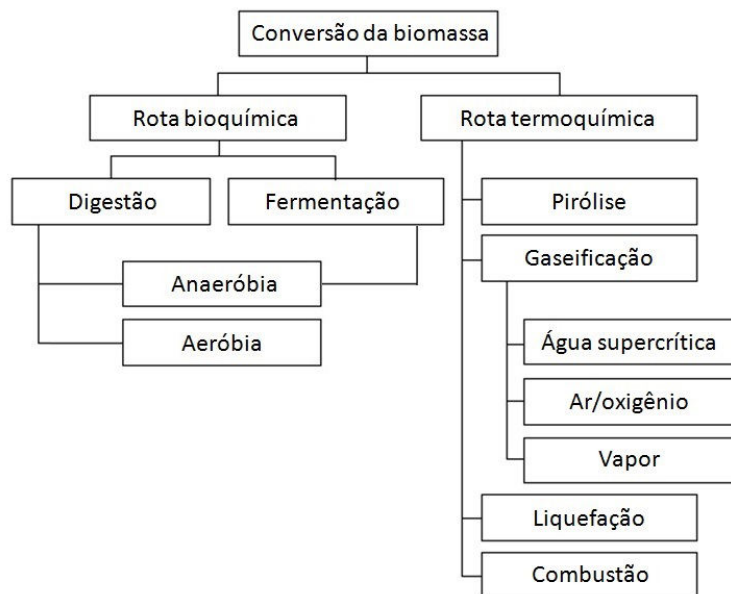 Conversão da biomassa
Rota bioquímica
Rota termoquímica
Digestão
Fermentação
Anaeróbia
Aeróbia
Pirólise
Gaseificação
Água supercrítica
Ar/oxigênio
Vapor
Liquefação
Combustão